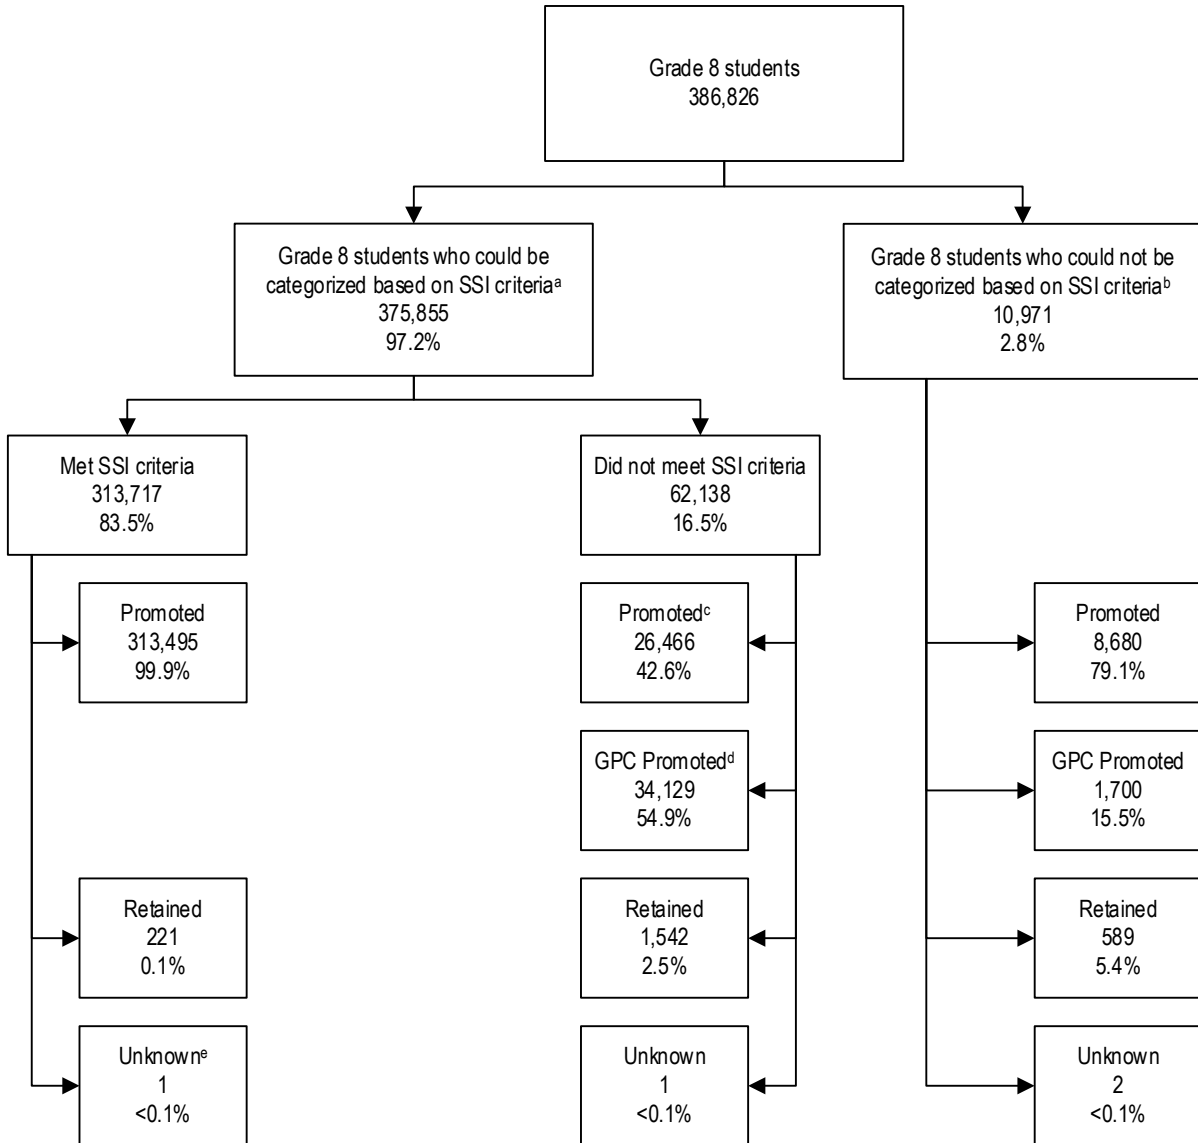 Grade 8 students
386,826
Grade 8 students who could be
categorized based on SSI criteriaᵃ
375,855
97.2%
Grade 8 students who could not be
categorized based on SSI criteriaᵇ
10,971
2.8%
Met SSI criteria
313,717
83.5%
Did not meet SSI criteria
62,138
16.5%
Promoted
313,495
99.9%
Promotedᶜ
26,466
42.6%
Promoted
8,680
79.1%
GPC Promotedᵈ
34,129
54.9%
GPC Promoted
1,700
15.5%
Retained
221
0.1%
Retained
1,542
2.5%
Retained
589
5.4%
Unknownᵉ
1
<0.1%
Unknown
1
<0.1%
Unknown
2
<0.1%